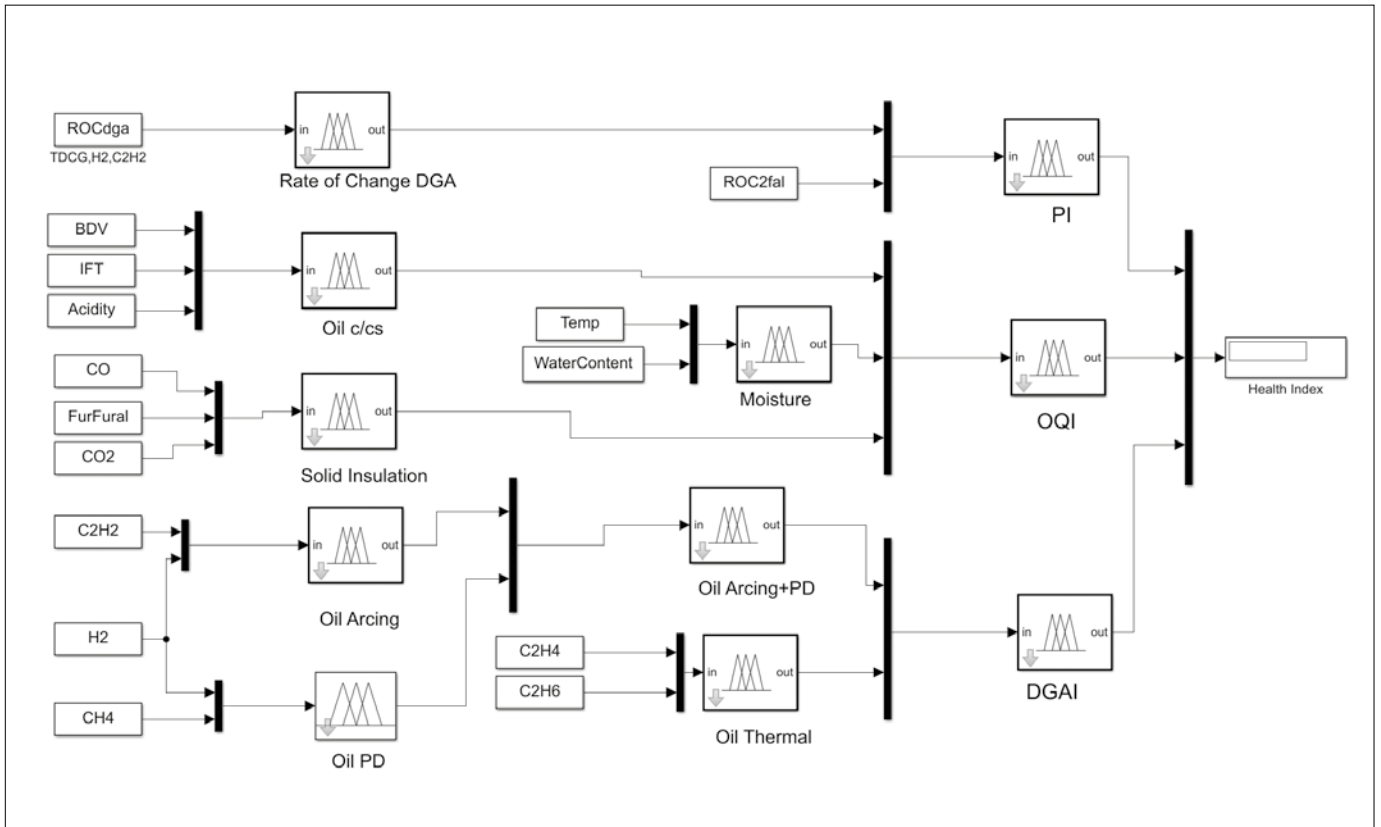 ROCdga
TDCG,H2,C2H2
in out
Rate of Change DGA
ROC2fal
in out
PI
BDV
IFT
Acidity
in out
Oil c/cs
Temp
WaterContent
in out
Moisture
in out
OQI
Health Index
CO
FurFural
CO2
in out
Solid Insulation
C2H2
H2
CH4
in out
Oil Arcing
Oil PD
in out
Oil Arcing+PD
C2H4
C2H6
in out
Oil Thermal
in out
DGAI